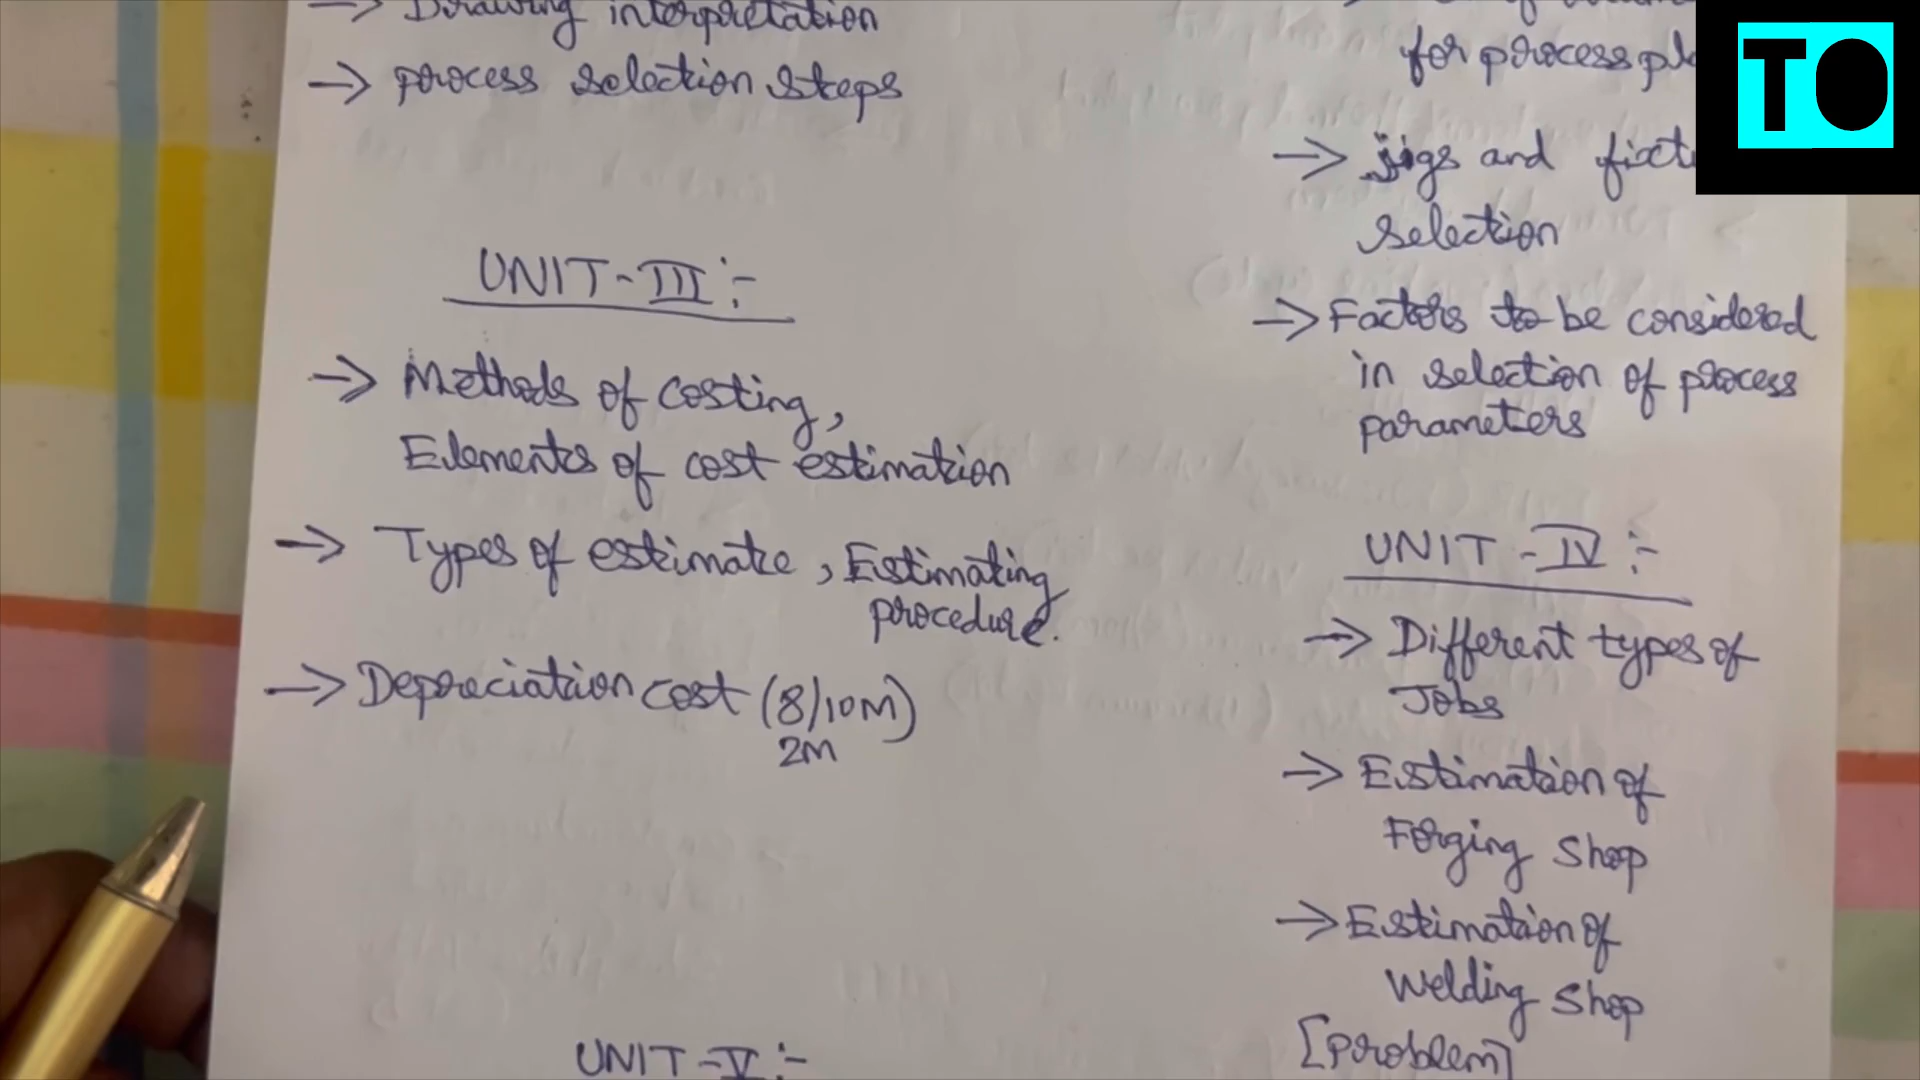 → Drawing interpretation
→ process selection steps
UNIT-III :-
→ Methods of costing,
Elements of cost estimation
→ Types of estimate, Estimating
procedure.
→ Depreciation cost (8/10M)
2M
UNIT-V :-
for process
→ jigs and
selection
→ Factors to be considered
in selection of process
parameters
UNIT-IV :-
→ Different types of
Jobs
→ Estimation of
Forging shop
→ Estimation of
Welding shop
[problem]
TO